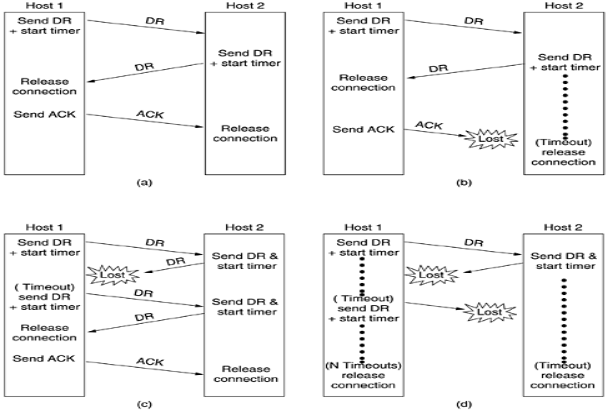 Host 1
Host 2
Send DR
+ start timer
DR
Send DR
+ start timer
DR
Release
connection
Send ACK
ACK
Release
connection
(a)
Host 1
Host 2
Send DR
+ start timer
DR
Send DR
+ start timer
DR
Release
connection
Send ACK
ACK
Lost
(Timeout)
release
connection
(b)
Host 1
Host 2
Send DR
+ start timer
DR
Send DR &
start timer
DR
Lost
( Timeout)
send DR
+ start timer
DR
Send DR &
start timer
DR
Release
connection
Send ACK
ACK
Release
connection
(c)
Host 1
Host 2
Send DR
+ start timer
DR
Send DR &
start timer
Lost
( Timeout)
send DR
+ start timer
Lost
(N Timeouts)
release
connection
(Timeout)
release
connection
(d)